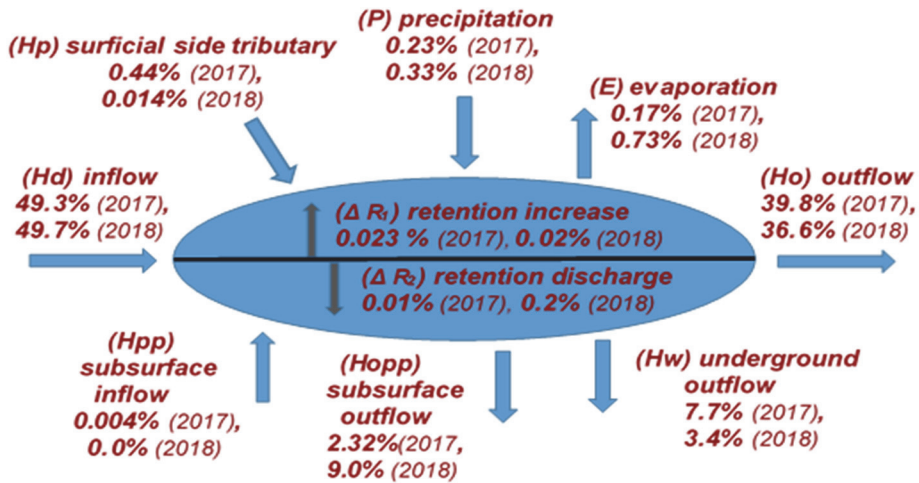 (P) precipitation
0.23% (2017),
0.33% (2018)
(Hp) surficial side tributary
0.44% (2017),
0.014% (2018)
(E) evaporation
0.17% (2017),
0.73% (2018)
(Hd) inflow
49.3% (2017),
49.7% (2018)
(Δ R₁) retention increase
0.023 % (2017), 0.02% (2018)
(Δ R₂) retention discharge
0.01% (2017), 0.2% (2018)
(Ho) outflow
39.8% (2017),
36.6% (2018)
(Hpp)
subsurface
inflow
0.004% (2017),
0.0% (2018)
(Hopp)
subsurface
outflow
2.32%(2017,
9.0% (2018)
(Hw) underground
outflow
7.7% (2017),
3.4% (2018)